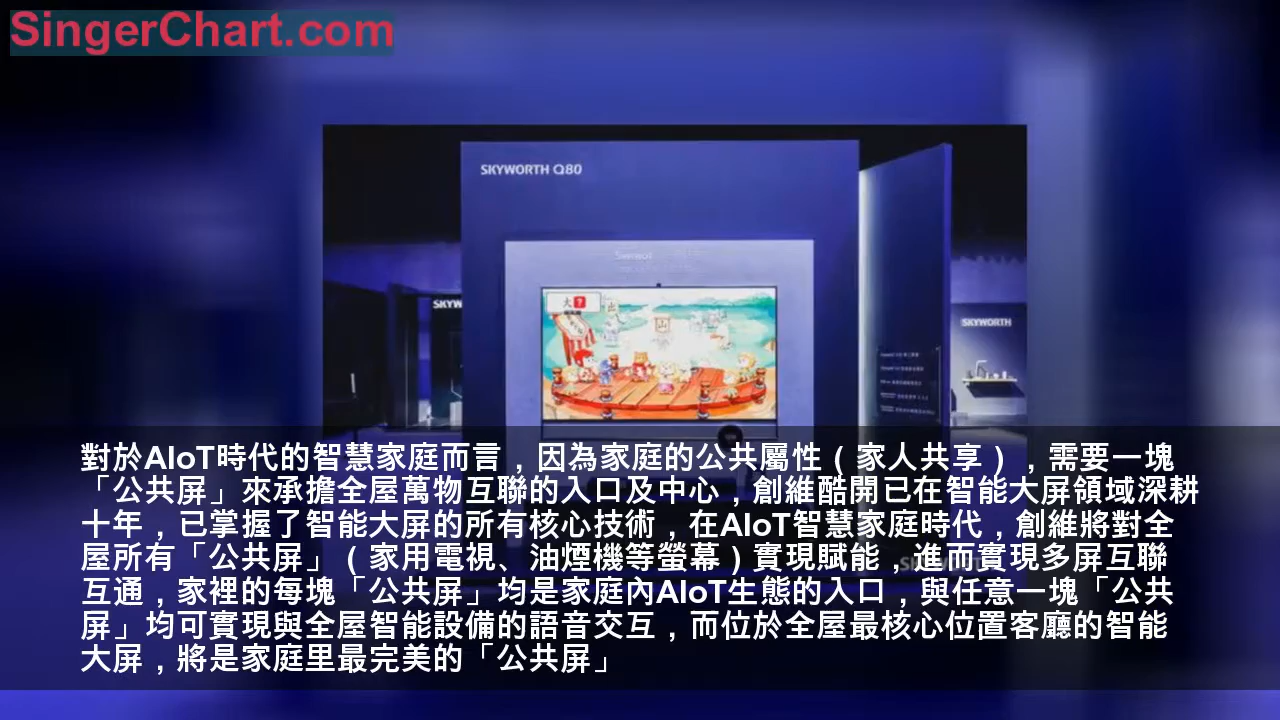 SingerChart.com
SKYWORTH Q80
大?
出
山
SKYW
SKYWORTH
對於AIoT時代的智慧家庭而言，因為家庭的公共屬性（家人共享），需要一塊
「公共屏」來承擔全屋萬物互聯的入口及中心，創維酷開已在智能大屏領域深耕
十年，已掌握了智能大屏的所有核心技術，在AIoT智慧家庭時代，創維將對全
屋所有「公共屏」（家用電視、油煙機等螢幕）實現賦能，進而實現多屏互聯
互通，家裡的每塊「公共屏」均是家庭內AIoT生態的入口，與任意一塊「公共
屏」均可實現與全屋智能設備的語音交互，而位於全屋最核心位置客廳的智能
大屏，將是家庭里最完美的「公共屏」